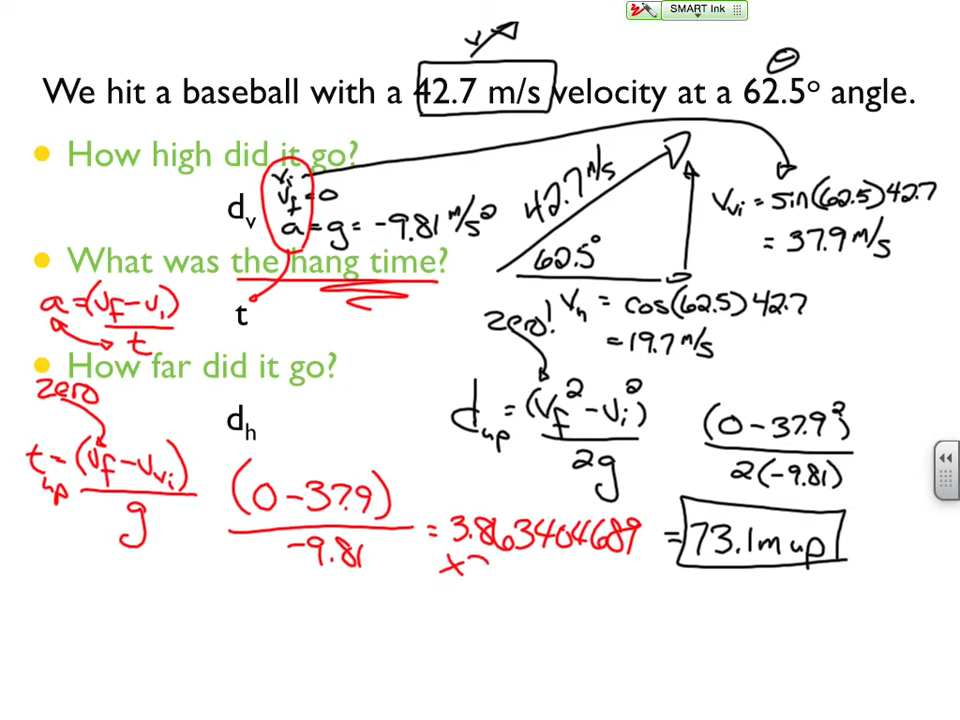 SMART Ink
v
θ
We hit a baseball with a 42.7 m/s velocity at a 62.5° angle.
How high did it go?
dv
vi
vf = 0
a = g = -9.81 m/s²
42.7 m/s
62.5°
Vvi = sin(62.5)42.7
= 37.9 m/s
What was the hang time?
t
a = (vf - vi)
t
Vh = cos(62.5)42.7
= 19.7 m/s
zero!
How far did it go?
dh
dup = (Vf² - Vi²)
2g
(0 - 37.9²)
2(-9.81)
= 73.1m up
zero
tup = (vf - vvi)
g
(0 - 37.9)
-9.81
= 3.863404689
x2